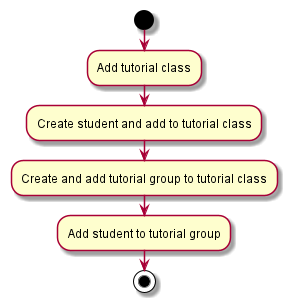 Add tutorial class
Create student and add to tutorial class
Create and add tutorial group to tutorial class
Add student to tutorial group